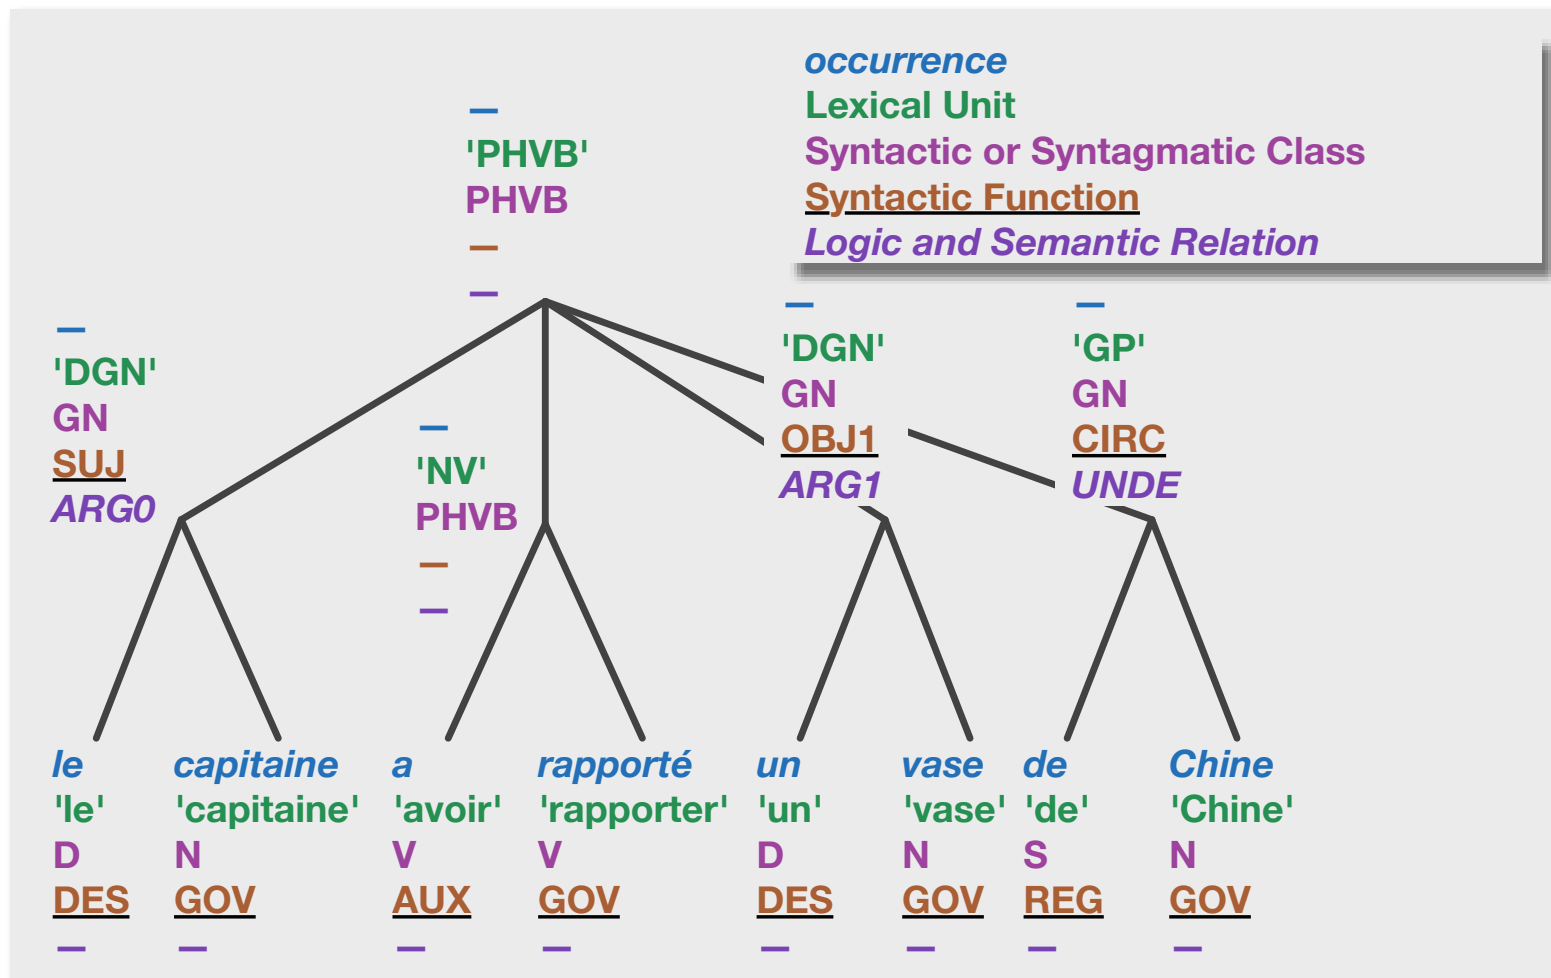 occurrence
Lexical Unit
Syntactic or Syntagmatic Class
Syntactic Function
Logic and Semantic Relation
–
'PHVB'
PHVB
–
–
–
'DGN'
GN
SUJ
ARG0
–
'NV'
PHVB
–
–
–
'DGN'
GN
OBJ1
ARG1
–
'GP'
GN
CIRC
UNDE
le capitaine a rapporté un vase de Chine
'le' 'capitaine' 'avoir' 'rapporter' 'un' 'vase' 'de' 'Chine'
D N V V D N S N
DES GOV AUX GOV DES GOV REG GOV
– – – – – – – –